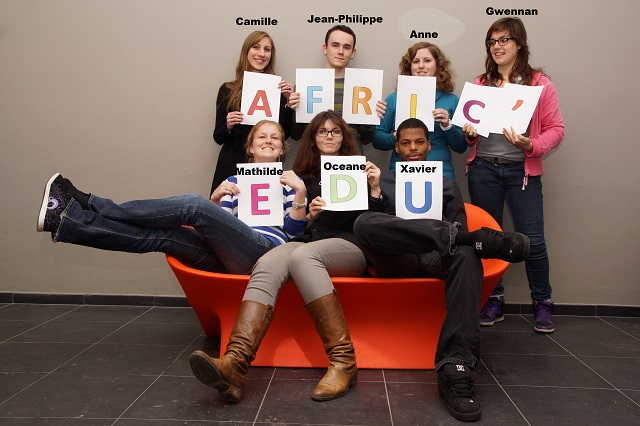 Camille Jean-Philippe Anne Gwennan
A F R I C '
Mathilde Oceane Xavier
E D U